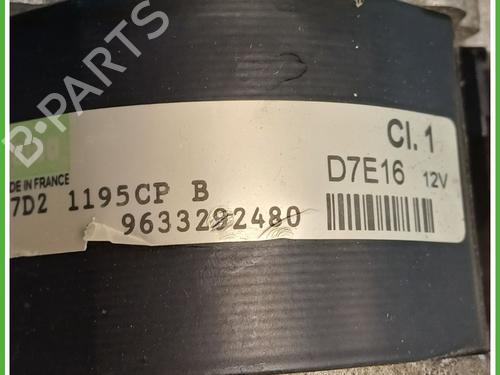 B-PARTS
Cl. 1
DE IN FRANCE
D7E16 12V
7D2 1195CP B
9633292480